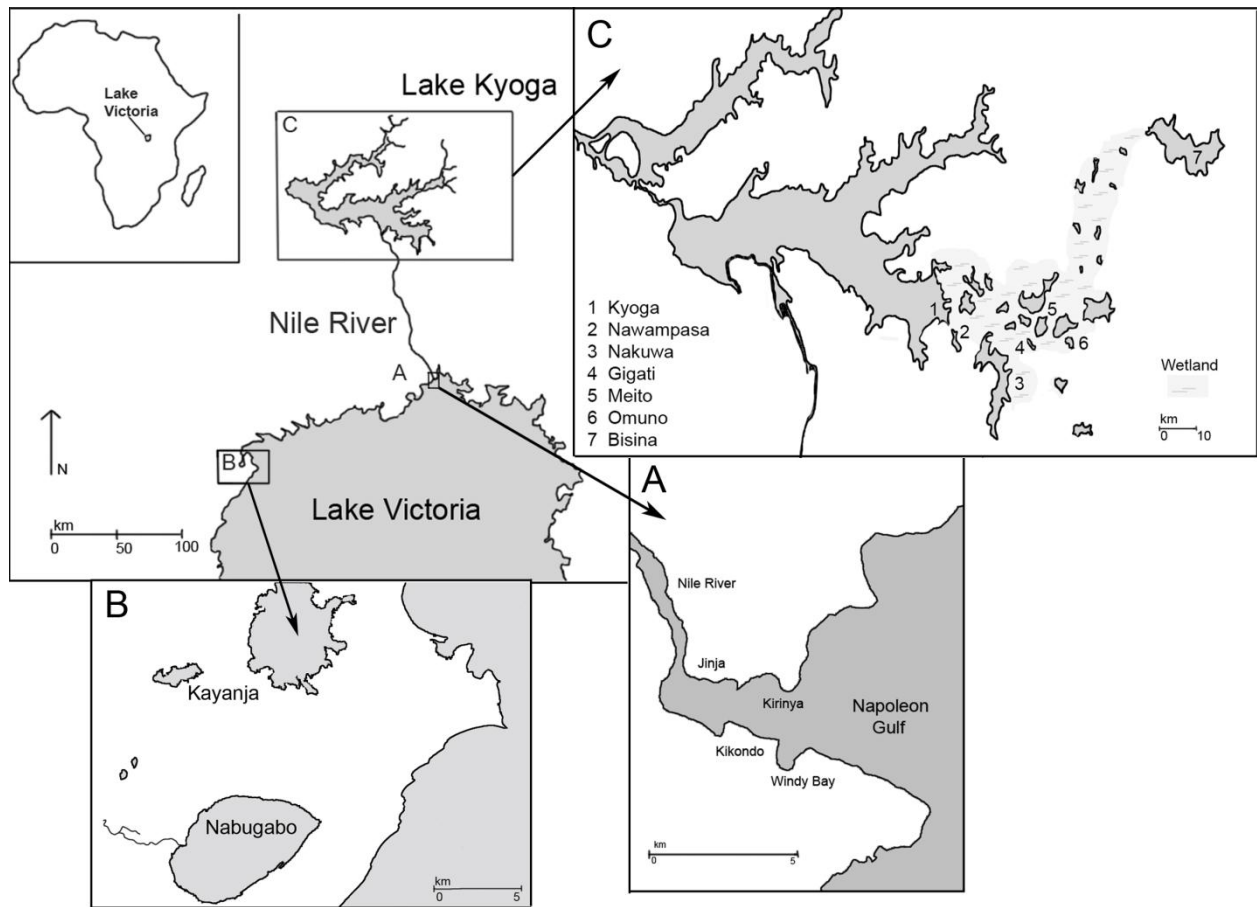 Lake
Victoria
Lake Kyoga
C
Nile River
A
N
B
km
0 50 100
Lake Victoria
C
1 Kyoga
2 Nawampasa
3 Nakuwa
4 Gigati
5 Meito
6 Omuno
7 Bisina
1
2
3
4
5
6
7
Wetland
km
0 10
B
Kayanja
Nabugabo
km
0 5
A
Nile River
Jinja
Kirinya
Napoleon
Gulf
Kikondo
Windy Bay
km
0 5